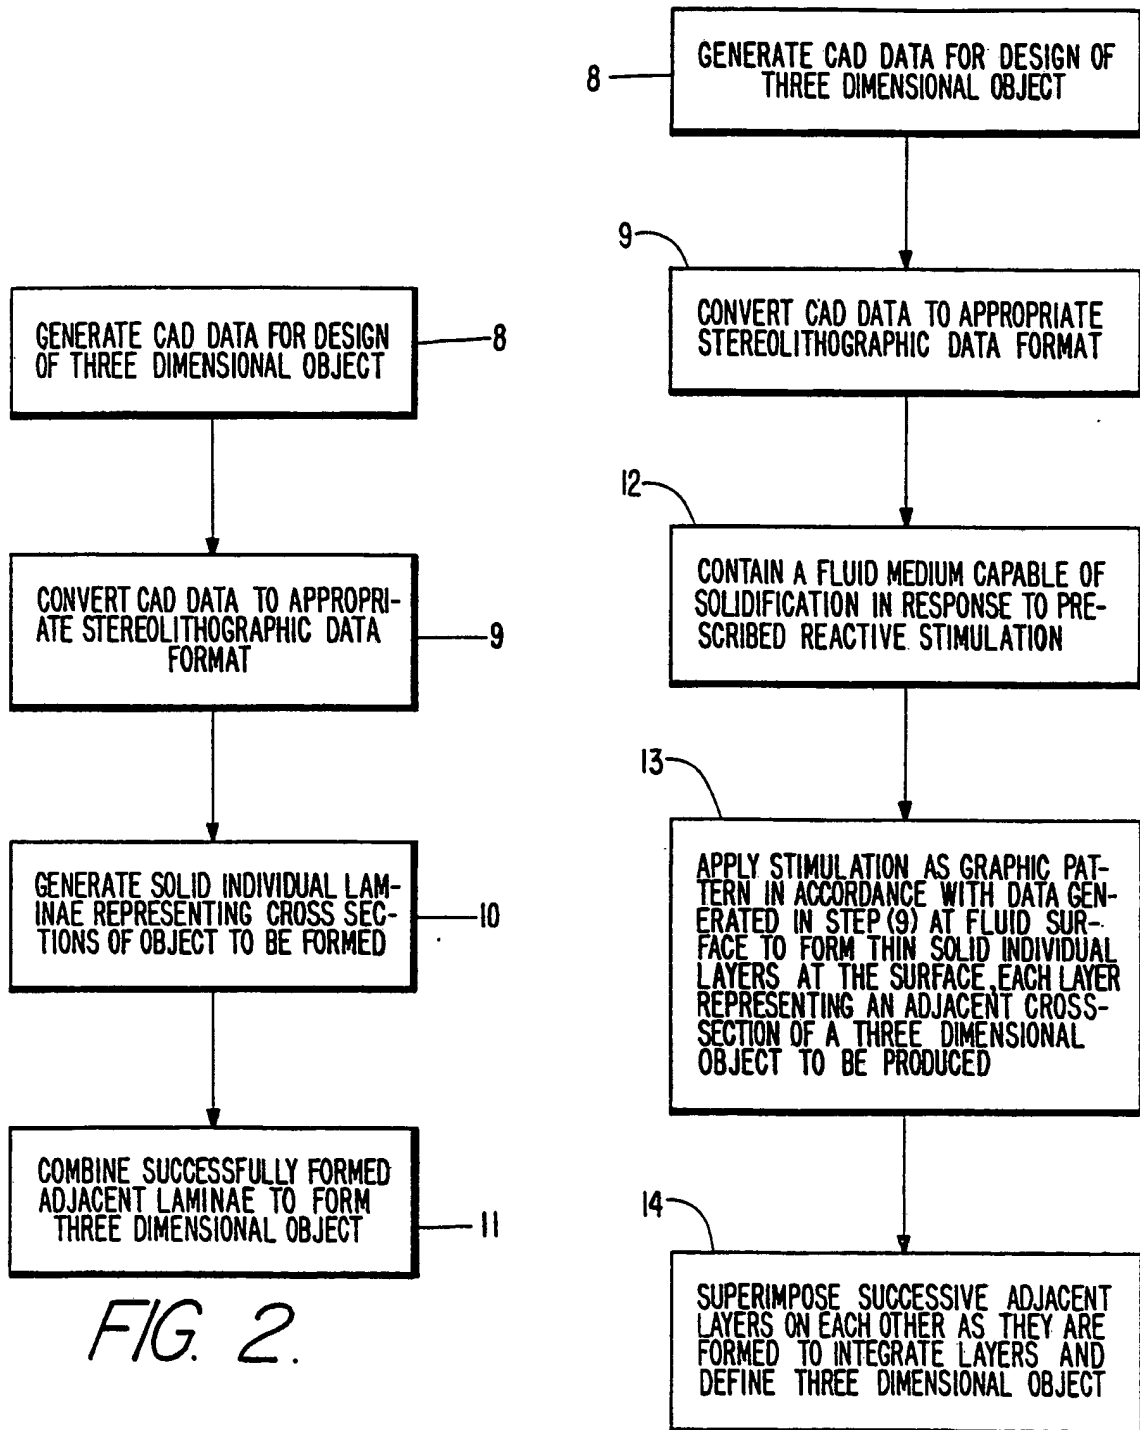 GENERATE CAD DATA FOR DESIGN
OF THREE DIMENSIONAL OBJECT
8
CONVERT CAD DATA TO APPROPRI-
ATE STEREOLITHOGRAPHIC DATA
FORMAT
9
GENERATE SOLID INDIVIDUAL LAM-
INAE REPRESENTING CROSS SEC-
TIONS OF OBJECT TO BE FORMED
10
COMBINE SUCCESSFULLY FORMED
ADJACENT LAMINAE TO FORM
THREE DIMENSIONAL OBJECT
11
FIG. 2.
8
GENERATE CAD DATA FOR DESIGN OF
THREE DIMENSIONAL OBJECT
9
CONVERT CAD DATA TO APPROPRIATE
STEREOLITHOGRAPHIC DATA FORMAT
12
CONTAIN A FLUID MEDIUM CAPABLE OF
SOLIDIFICATION IN RESPONSE TO PRE-
SCRIBED REACTIVE STIMULATION
13
APPLY STIMULATION AS GRAPHIC PAT-
TERN IN ACCORDANCE WITH DATA GEN-
ERATED IN STEP (9) AT FLUID SUR-
FACE TO FORM THIN SOLID INDIVIDUAL
LAYERS AT THE SURFACE, EACH LAYER
REPRESENTING AN ADJACENT CROSS-
SECTION OF A THREE DIMENSIONAL
OBJECT TO BE PRODUCED
14
SUPERIMPOSE SUCCESSIVE ADJACENT
LAYERS ON EACH OTHER AS THEY ARE
FORMED TO INTEGRATE LAYERS AND
DEFINE THREE DIMENSIONAL OBJECT